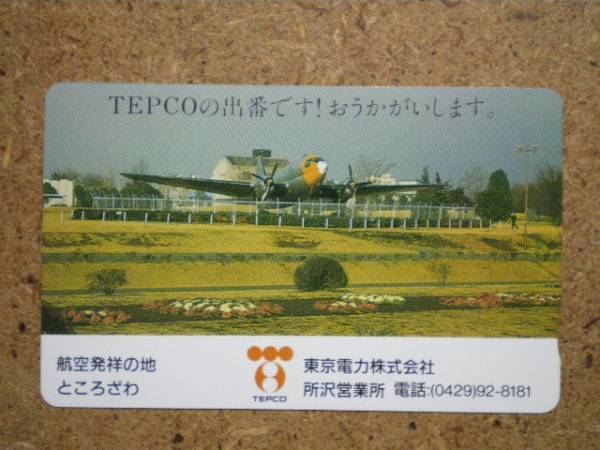 TEPCOの出番です!おうかがいします。
航空発祥の地
ところざわ
TEPCO
東京電力株式会社
所沢営業所 電話:(0429)92-8181